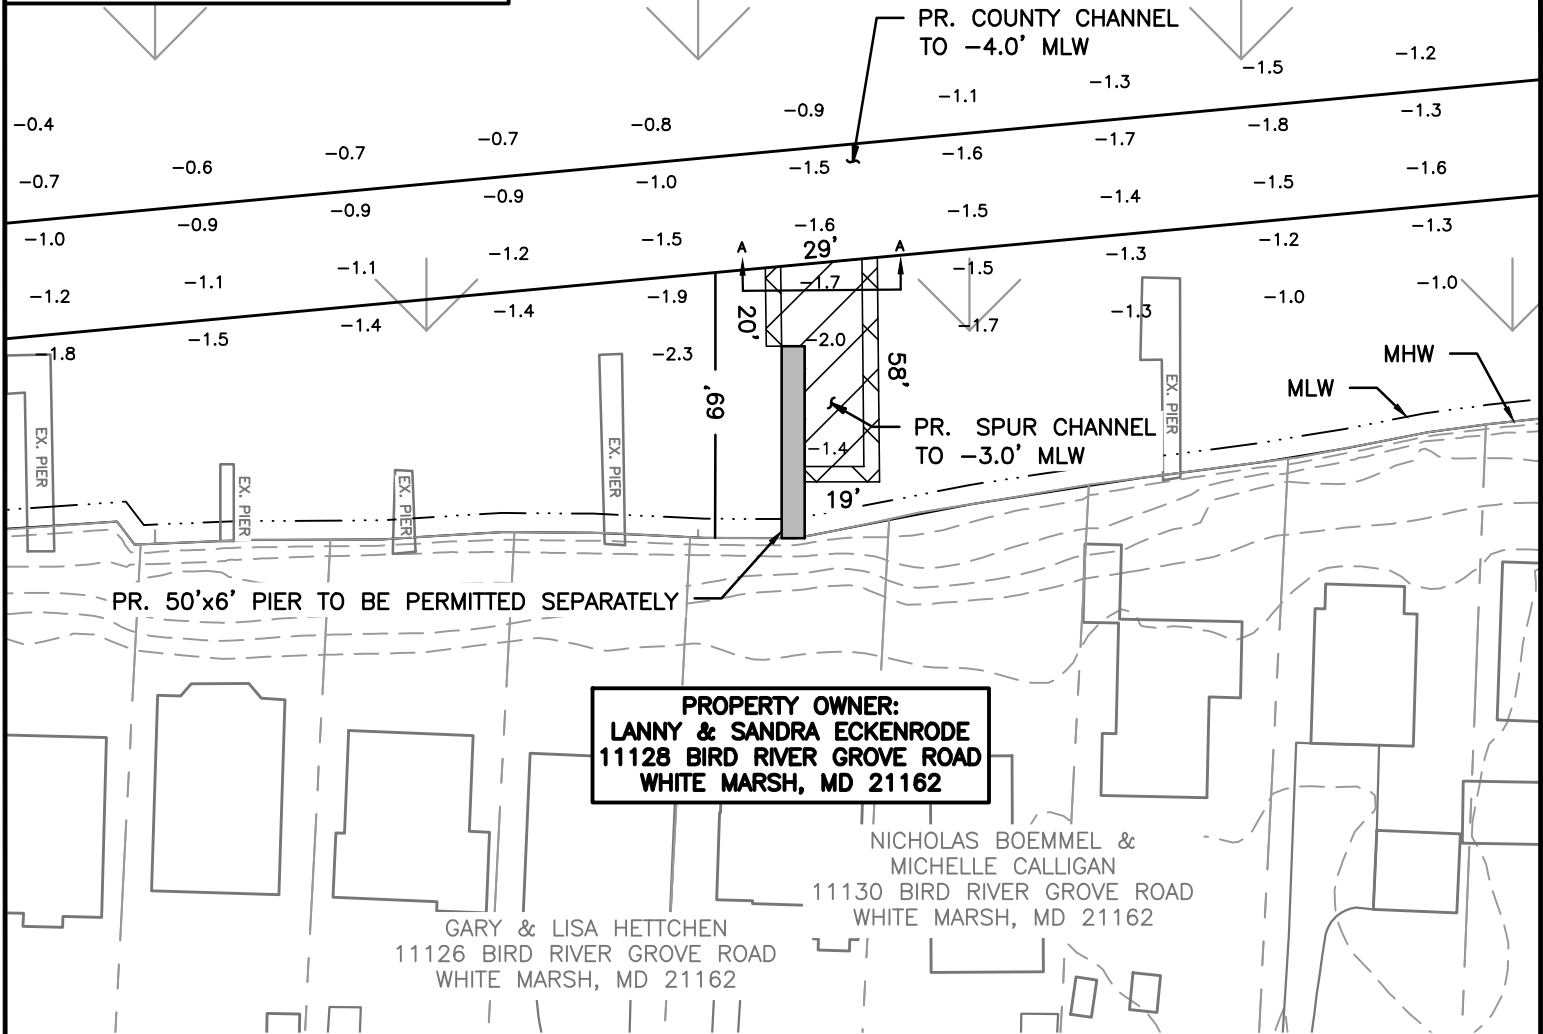 PR. COUNTY CHANNEL
TO -4.0' MLW
-1.2
-1.5
-1.3
-1.1
-0.9
-0.8
-0.7
-0.7
-0.6
-0.4
-1.3
-1.8
-1.7
-1.6
-1.5
-1.0
-0.9
-0.9
-0.9
-0.7
-1.6
-1.5
-1.4
-1.5
-1.6
-1.5
-1.2
-1.1
-1.1
-1.0
-1.3
-1.2
-1.3
-1.5
-1.7
-1.9
-1.4
-1.4
-1.5
-1.2
-1.0
-1.0
-1.3
-1.7
-2.0
-2.3
-1.8
-1.4
A
A
29'
20'
69'
58'
19'
MHW
MLW
PR. SPUR CHANNEL
TO -3.0' MLW
EX. PIER
EX. PIER
EX. PIER
EX. PIER
EX. PIER
PR. 50'x6' PIER TO BE PERMITTED SEPARATELY
PROPERTY OWNER:
LANNY & SANDRA ECKENRODE
11128 BIRD RIVER GROVE ROAD
WHITE MARSH, MD 21162
NICHOLAS BOEMMEL &
MICHELLE CALLIGAN
11130 BIRD RIVER GROVE ROAD
WHITE MARSH, MD 21162
GARY & LISA HETTCHEN
11126 BIRD RIVER GROVE ROAD
WHITE MARSH, MD 21162